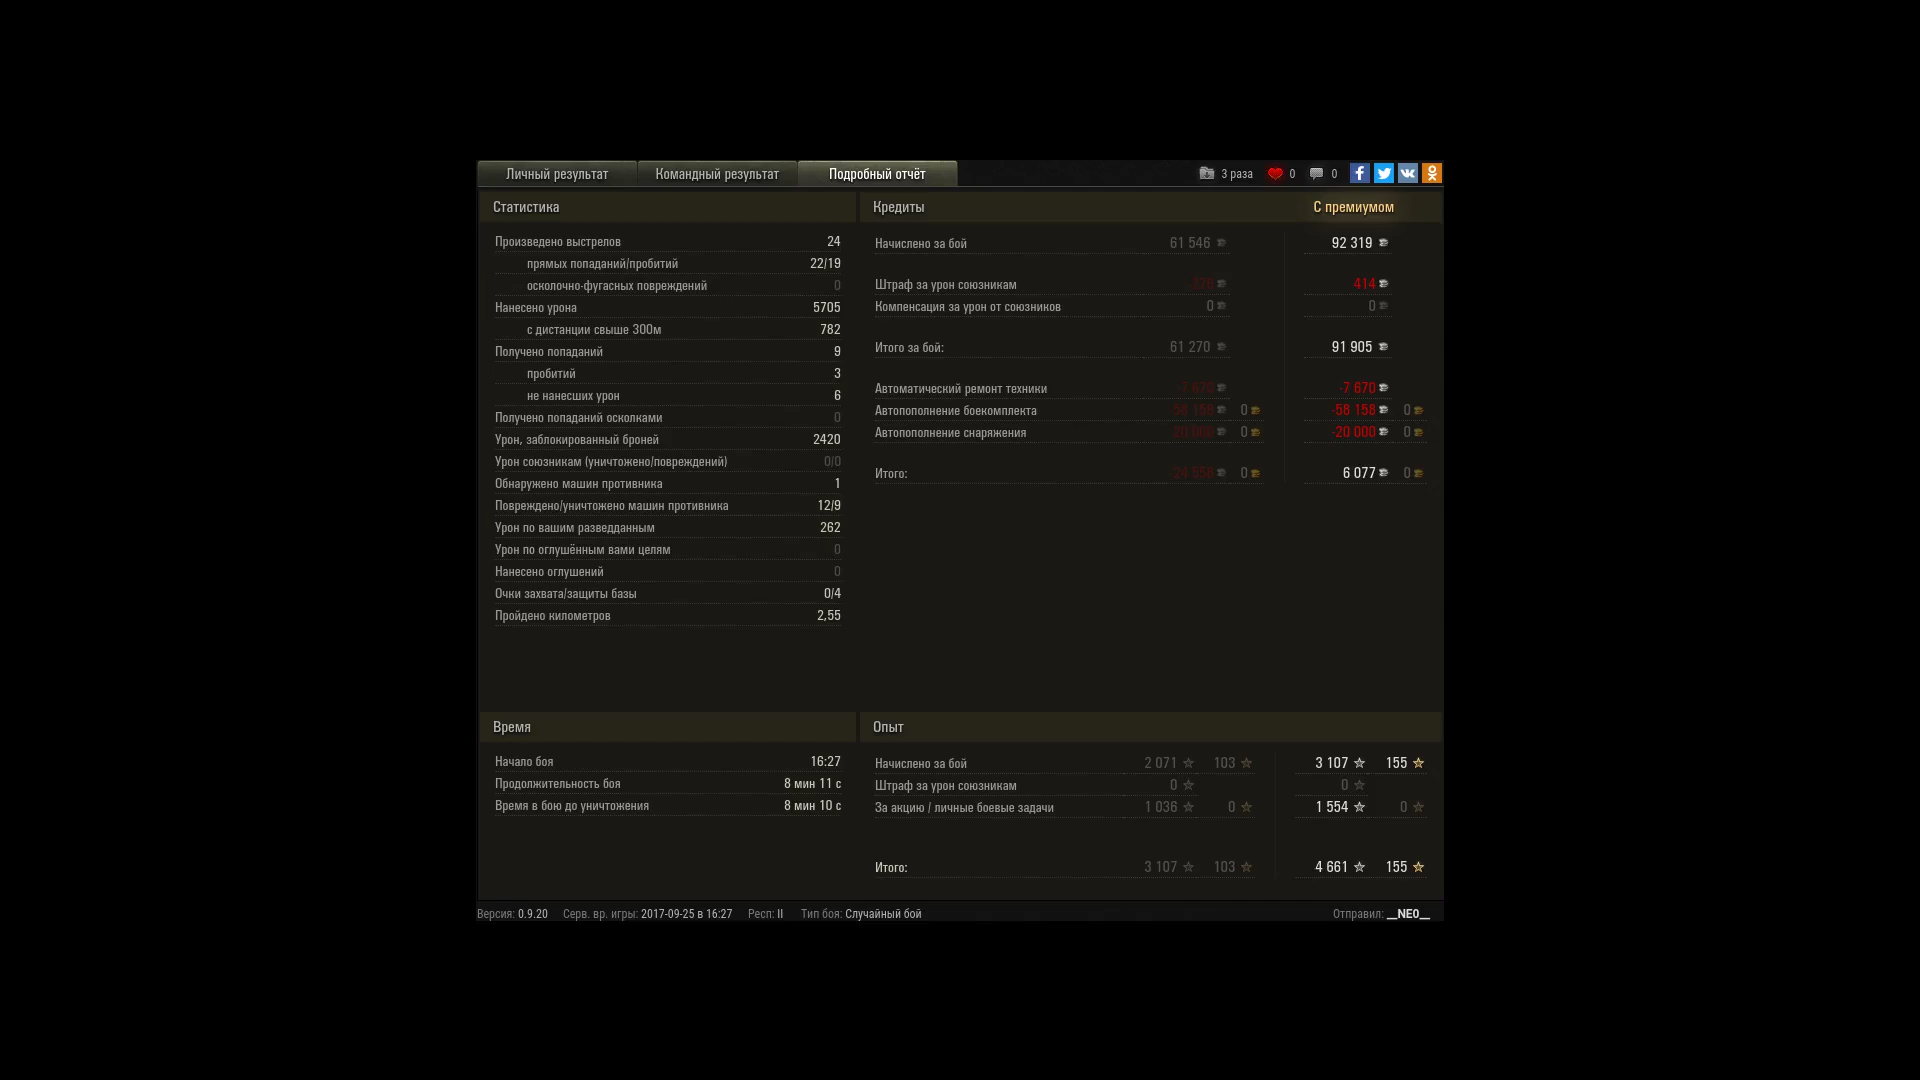 Личный результат Командный результат Подробный отчёт 3 раза 0 0
Статистика
Произведено выстрелов 24
прямых попаданий/пробитий 22/19
осколочно-фугасных повреждений 0
Нанесено урона 5705
с дистанции свыше 300м 782
Получено попаданий 9
пробитий 3
не нанесших урон 6
Получено попаданий осколками 0
Урон, заблокированный броней 2420
Урон союзникам (уничтожено/повреждений) 0/0
Обнаружено машин противника 1
Повреждено/уничтожено машин противника 12/9
Урон по вашим разведданным 262
Урон по оглушённым вами целям 0
Нанесено оглушений 0
Очки захвата/защиты базы 0/4
Пройдено километров 2,55
Кредиты С премиумом
Начислено за бой 61 546 92 319
Штраф за урон союзникам 414
Компенсация за урон от союзников 0 0
Итого за бой: 61 270 91 905
Автоматический ремонт техники -7 670 -7 670
Автопополнение боекомплекта -58 158 0 -58 158 0
Автопополнение снаряжения -20 000 0 -20 000 0
Итого: -24 558 0 6 077 0
Время
Начало боя 16:27
Продолжительность боя 8 мин 11 с
Время в бою до уничтожения 8 мин 10 с
Опыт
Начислено за бой 2 071 103 3 107 155
Штраф за урон союзникам 0 0
За акцию / личные боевые задачи 1 036 0 1 554 0
Итого: 3 107 103 4 661 155
Версия: 0.9.20 Серв. вр. игры: 2017-09-25 в 16:27 Респ: II Тип боя: Случайный бой Отправил: __NE0__